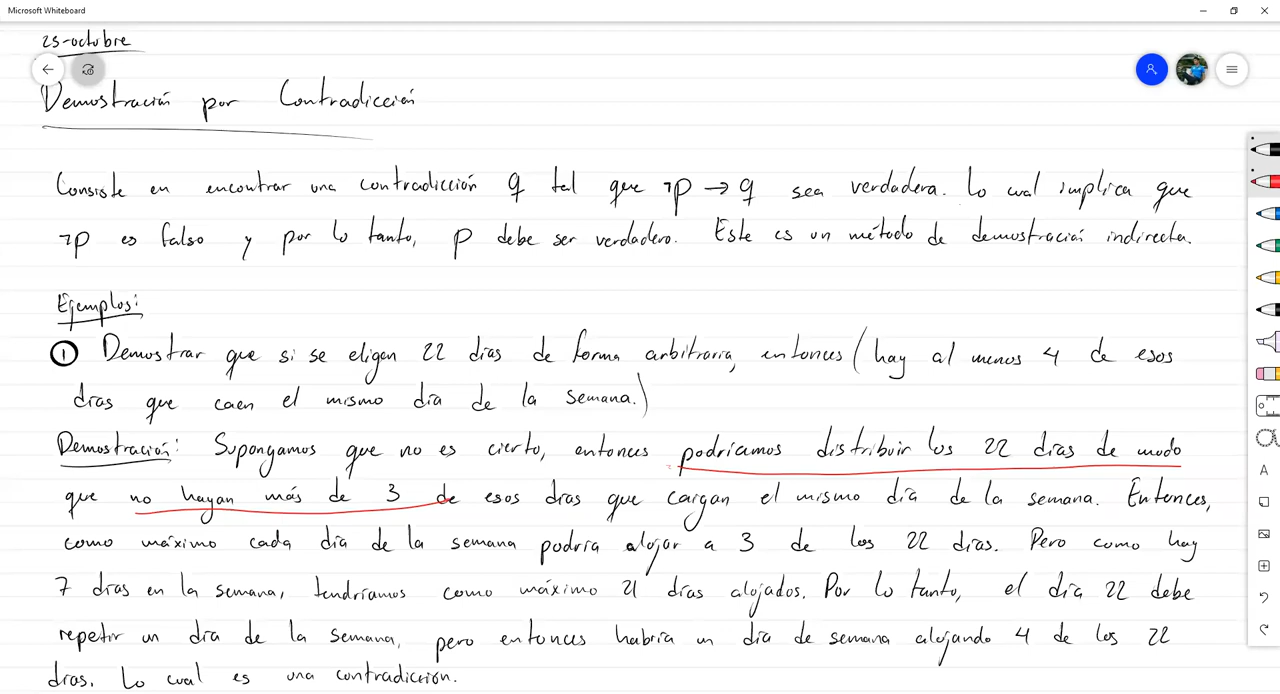 Microsoft Whiteboard
25-octubre
Demostración por Contradicción
Consiste en encontrar una contradicción q tal que ¬p → q sea verdadera. Lo cual implica que
¬p es falso y por lo tanto, p debe ser verdadero. Este es un método de demostración indirecta.
Ejemplos:
① Demostrar que si se eligen 22 días de forma arbitraria, entonces (hay al menos 4 de esos
días que caen el mismo día de la semana.)
Demostración: Supongamos que no es cierto, entonces podríamos distribuir los 22 días de modo
que no hayan más de 3 de esos días que cargan el mismo día de la semana. Entonces,
como máximo cada día de la semana podría alojar a 3 de los 22 días. Pero como hay
7 días en la semana, tendríamos como máximo 21 días alojados. Por lo tanto, el día 22 debe
repetir un día de la semana, pero entonces habría un día de semana alojando 4 de los 22
días. Lo cual es una contradicción.
A